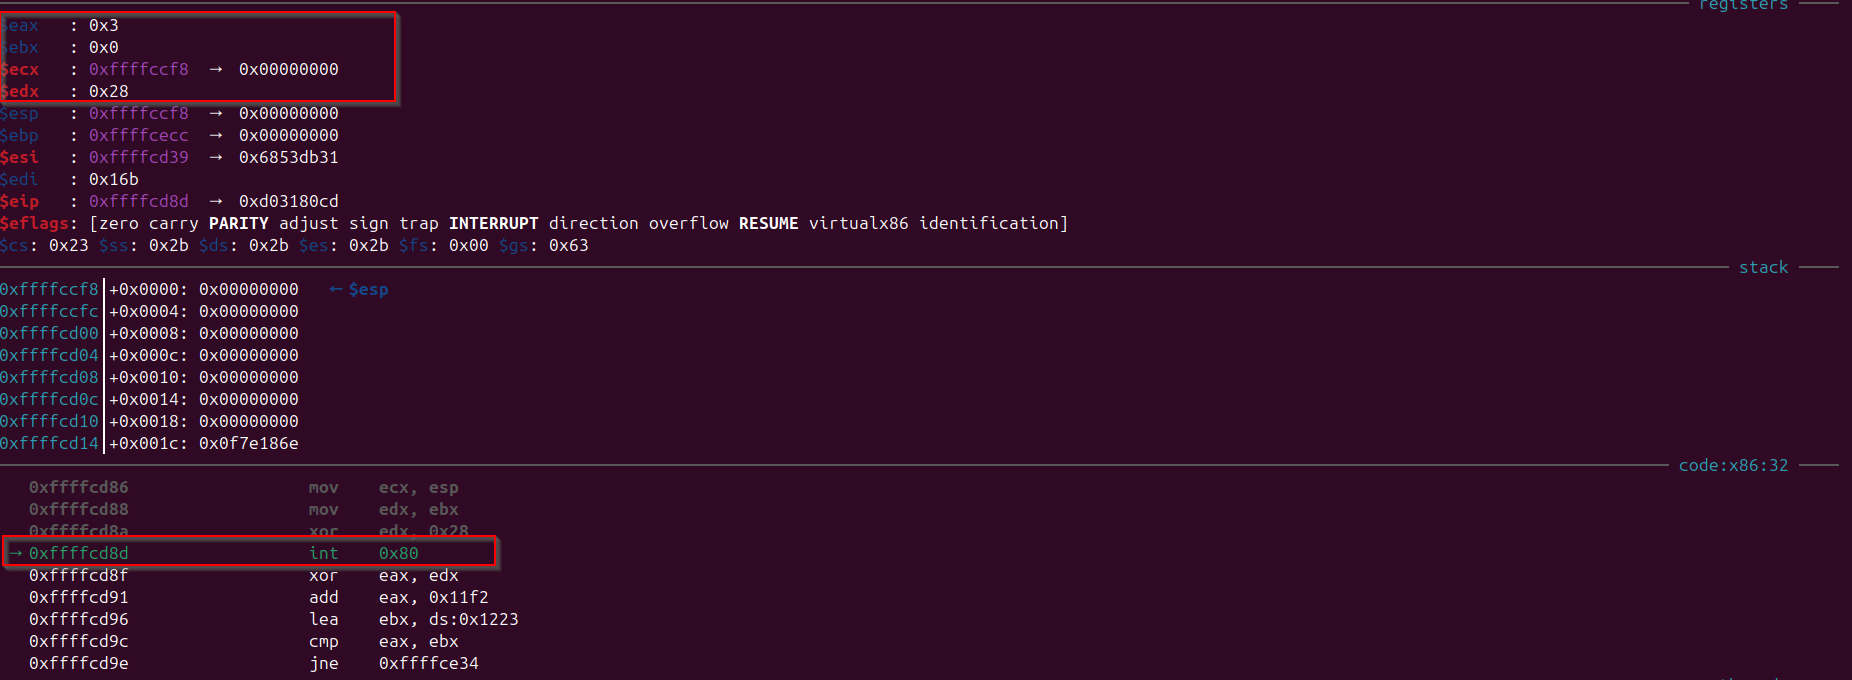 registers
$eax : 0x3
$ebx : 0x0
$ecx : 0xffffccf8 → 0x00000000
$edx : 0x28
$esp : 0xffffccf8 → 0x00000000
$ebp : 0xffffcecc → 0x00000000
$esi : 0xffffcd39 → 0x6853db31
$edi : 0x16b
$eip : 0xffffcd8d → 0xd03180cd
$eflags: [zero carry PARITY adjust sign trap INTERRUPT direction overflow RESUME virtualx86 identification]
$cs: 0x23 $ss: 0x2b $ds: 0x2b $es: 0x2b $fs: 0x00 $gs: 0x63
stack
0xffffccf8│+0x0000: 0x00000000 ← $esp
0xffffccfc│+0x0004: 0x00000000
0xffffcd00│+0x0008: 0x00000000
0xffffcd04│+0x000c: 0x00000000
0xffffcd08│+0x0010: 0x00000000
0xffffcd0c│+0x0014: 0x00000000
0xffffcd10│+0x0018: 0x00000000
0xffffcd14│+0x001c: 0x0f7e186e
code:x86:32
0xffffcd86 mov ecx, esp
0xffffcd88 mov edx, ebx
0xffffcd8a xor edx, 0x28
→ 0xffffcd8d int 0x80
0xffffcd8f xor eax, edx
0xffffcd91 add eax, 0x11f2
0xffffcd96 lea ebx, ds:0x1223
0xffffcd9c cmp eax, ebx
0xffffcd9e jne 0xffffce34